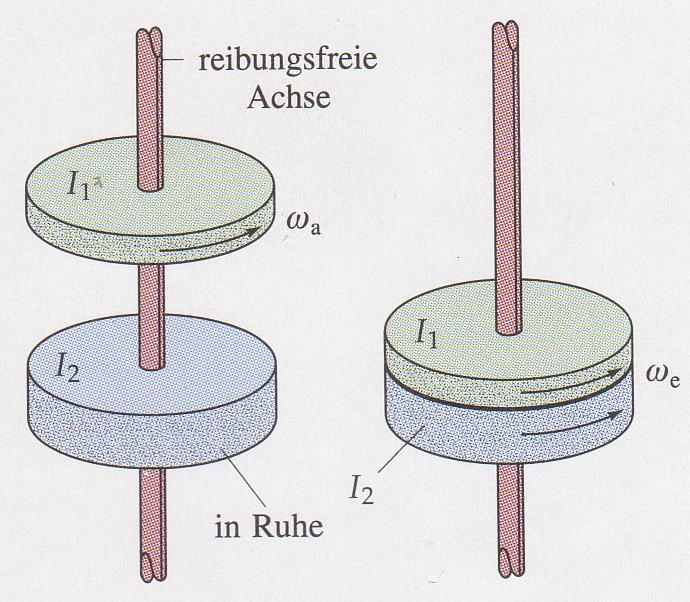 reibungsfreie
Achse
I₁
ωₐ
I₂
in Ruhe
I₁
ωₑ
I₂